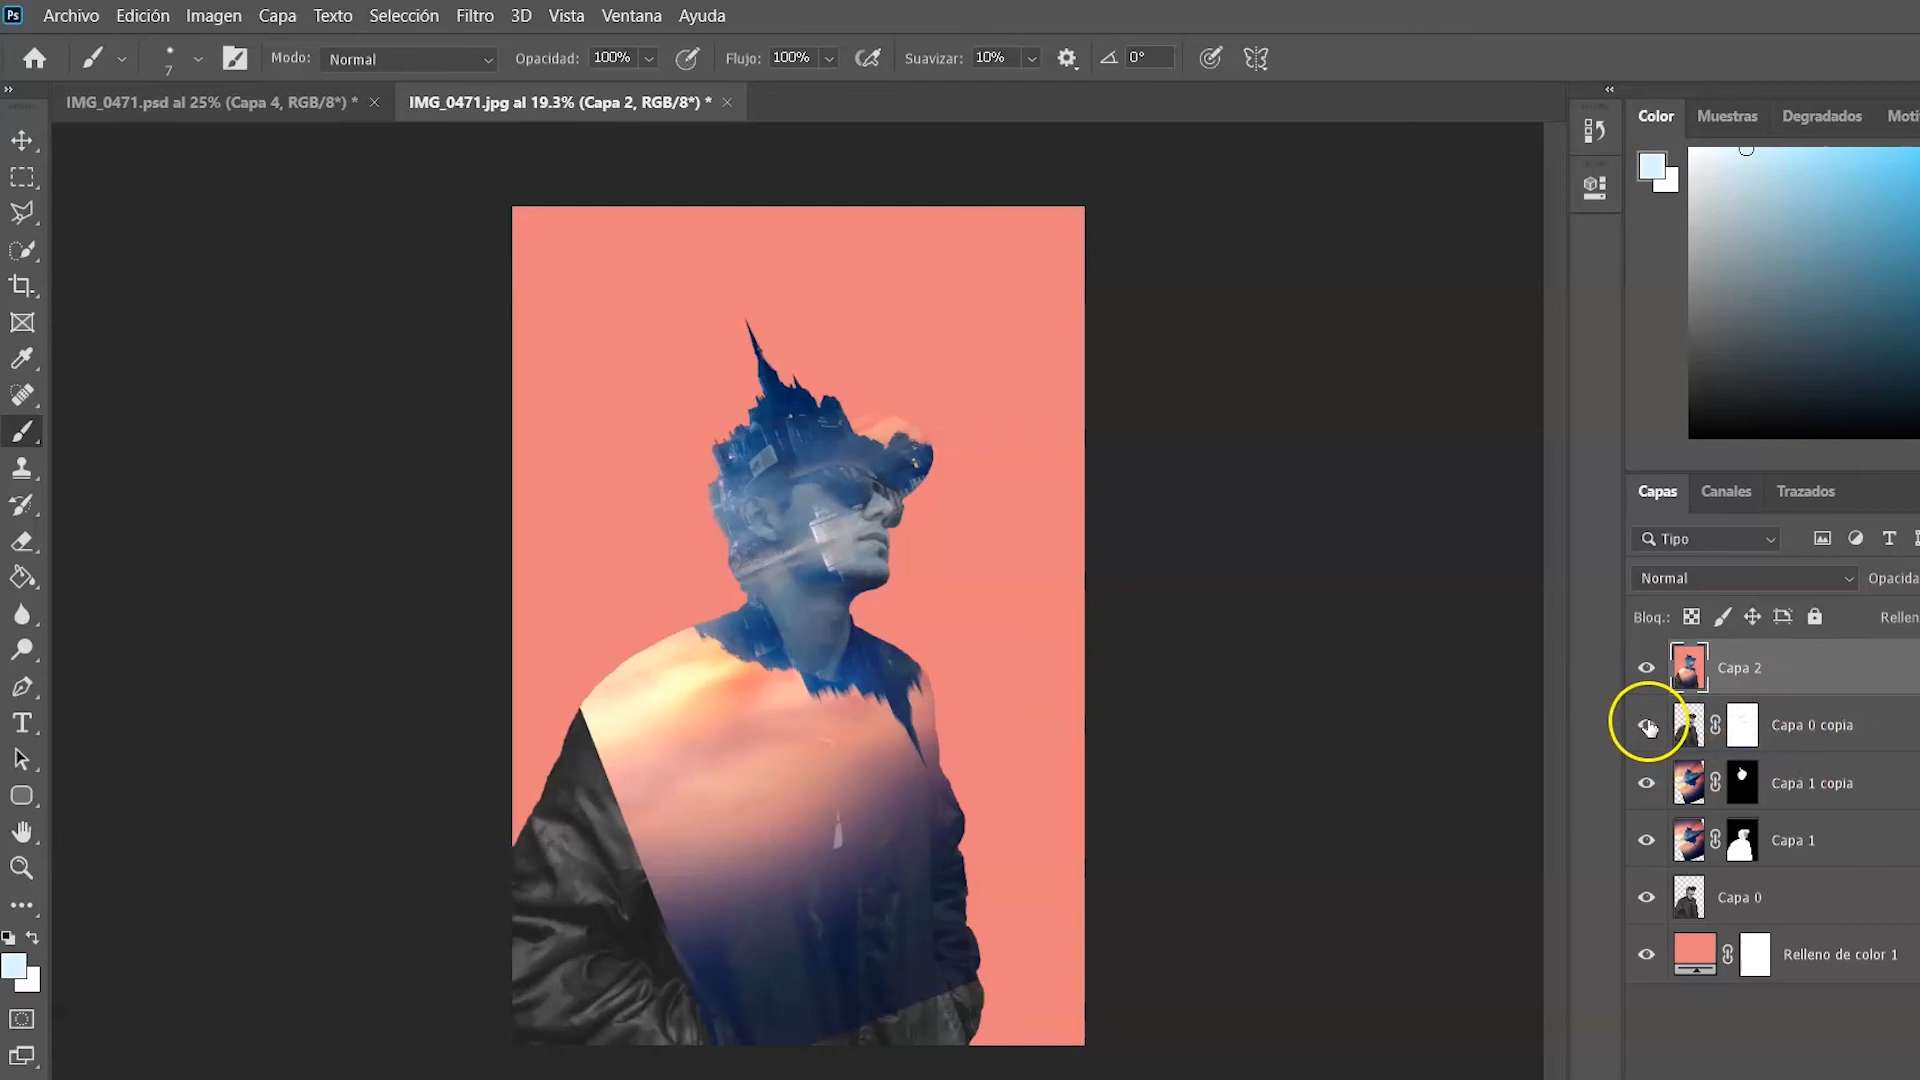 Ps Archivo Edición Imagen Capa Texto Selección Filtro 3D Vista Ventana Ayuda
7 Modo: Normal Opacidad: 100% Flujo: 100% Suavizar: 10% 0°
IMG_0471.psd al 25% (Capa 4, RGB/8*) * IMG_0471.jpg al 19.3% (Capa 2, RGB/8*) *
Color Muestras Degradados Moti
Capas Canales Trazados
Tipo
Normal Opacida
Bloq.: Rellen
Capa 2
Capa 0 copia
Capa 1 copia
Capa 1
Capa 0
Relleno de color 1